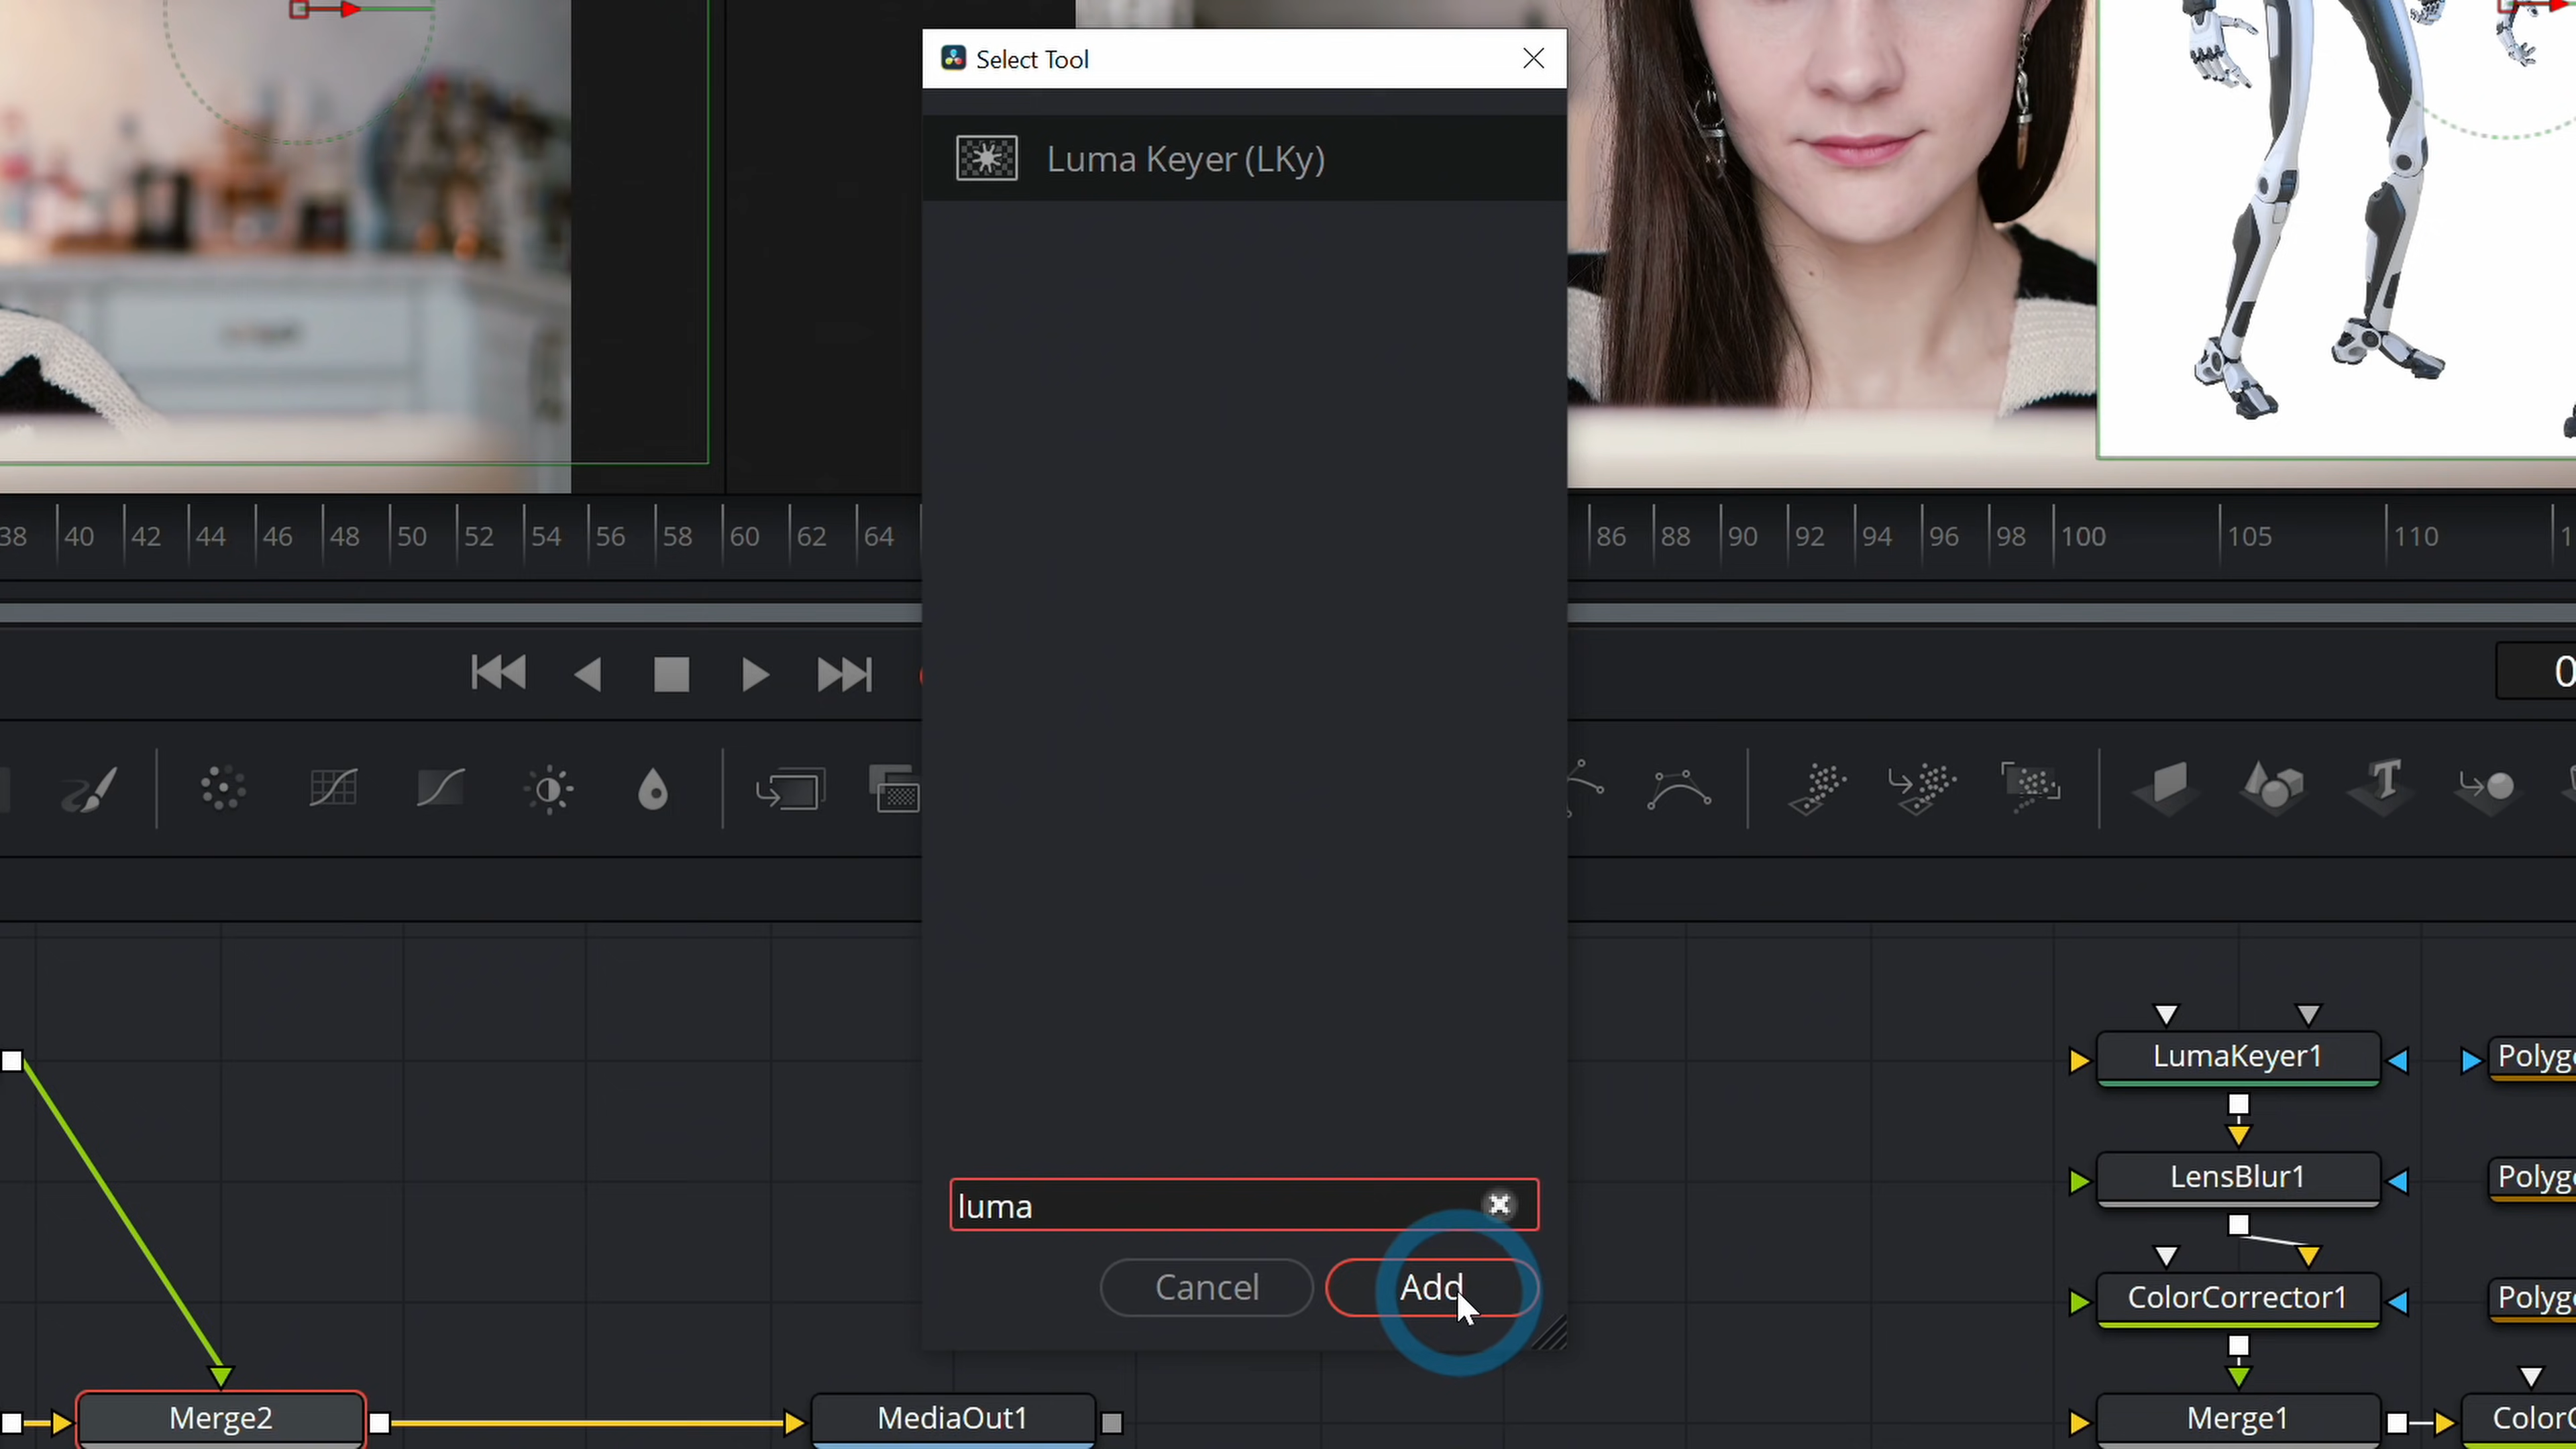 Select Tool
Luma Keyer (LKy)
38 40 42 44 46 48 50 52 54 56 58 60 62 64 86 88 90 92 94 96 98 100 105 110
luma
Cancel Add
LumaKeyer1
LensBlur1
ColorCorrector1
Merge2 MediaOut1 Merge1